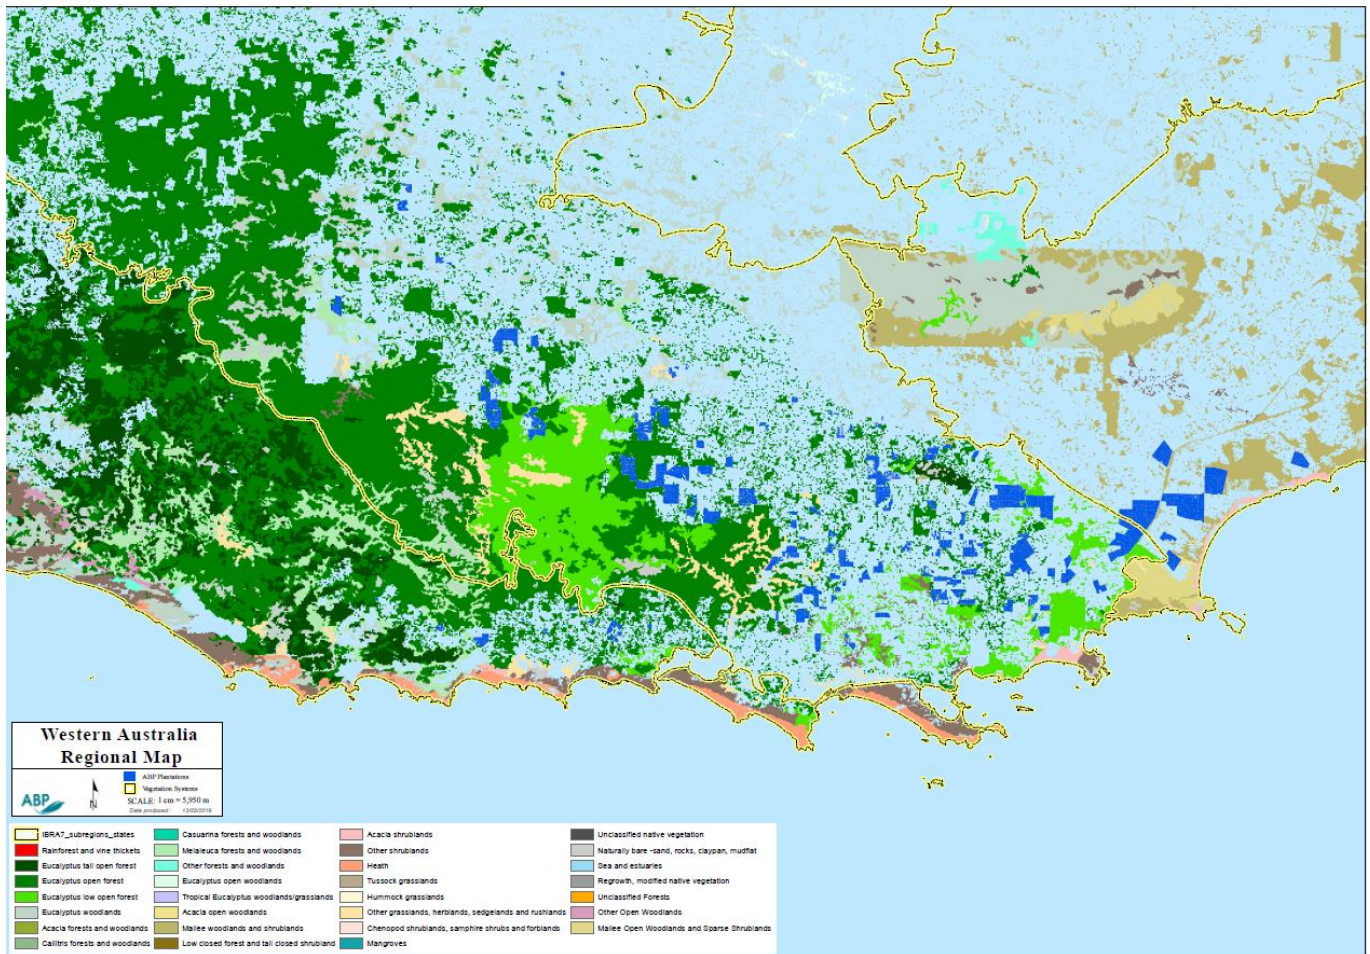 Western Australia
Regional Map
ABP
N
ABP Plantations
Vegetation Systems
SCALE: 1 cm = 5,950 m
Date produced : 12/03/2018
IBRA7_subregions_states
Rainforest and vine thickets
Eucalyptus tall open forest
Eucalyptus open forest
Eucalyptus low open forest
Eucalyptus woodlands
Acacia forests and woodlands
Callitris forests and woodlands
Casuarina forests and woodlands
Melaleuca forests and woodlands
Other forests and woodlands
Eucalyptus open woodlands
Tropical Eucalyptus woodlands/grasslands
Acacia open woodlands
Mallee woodlands and shrublands
Low closed forest and tall closed shrubland
Acacia shrublands
Other shrublands
Heath
Tussock grasslands
Hummock grasslands
Other grasslands, herblands, sedgelands and rushlands
Chenopod shrublands, samphire shrubs and forblands
Mangroves
Unclassified native vegetation
Naturally bare -sand, rocks, claypan, mudflat
Sea and estuaries
Regrowth, modified native vegetation
Unclassified Forests
Other Open Woodlands
Mallee Open Woodlands and Sparse Shrublands